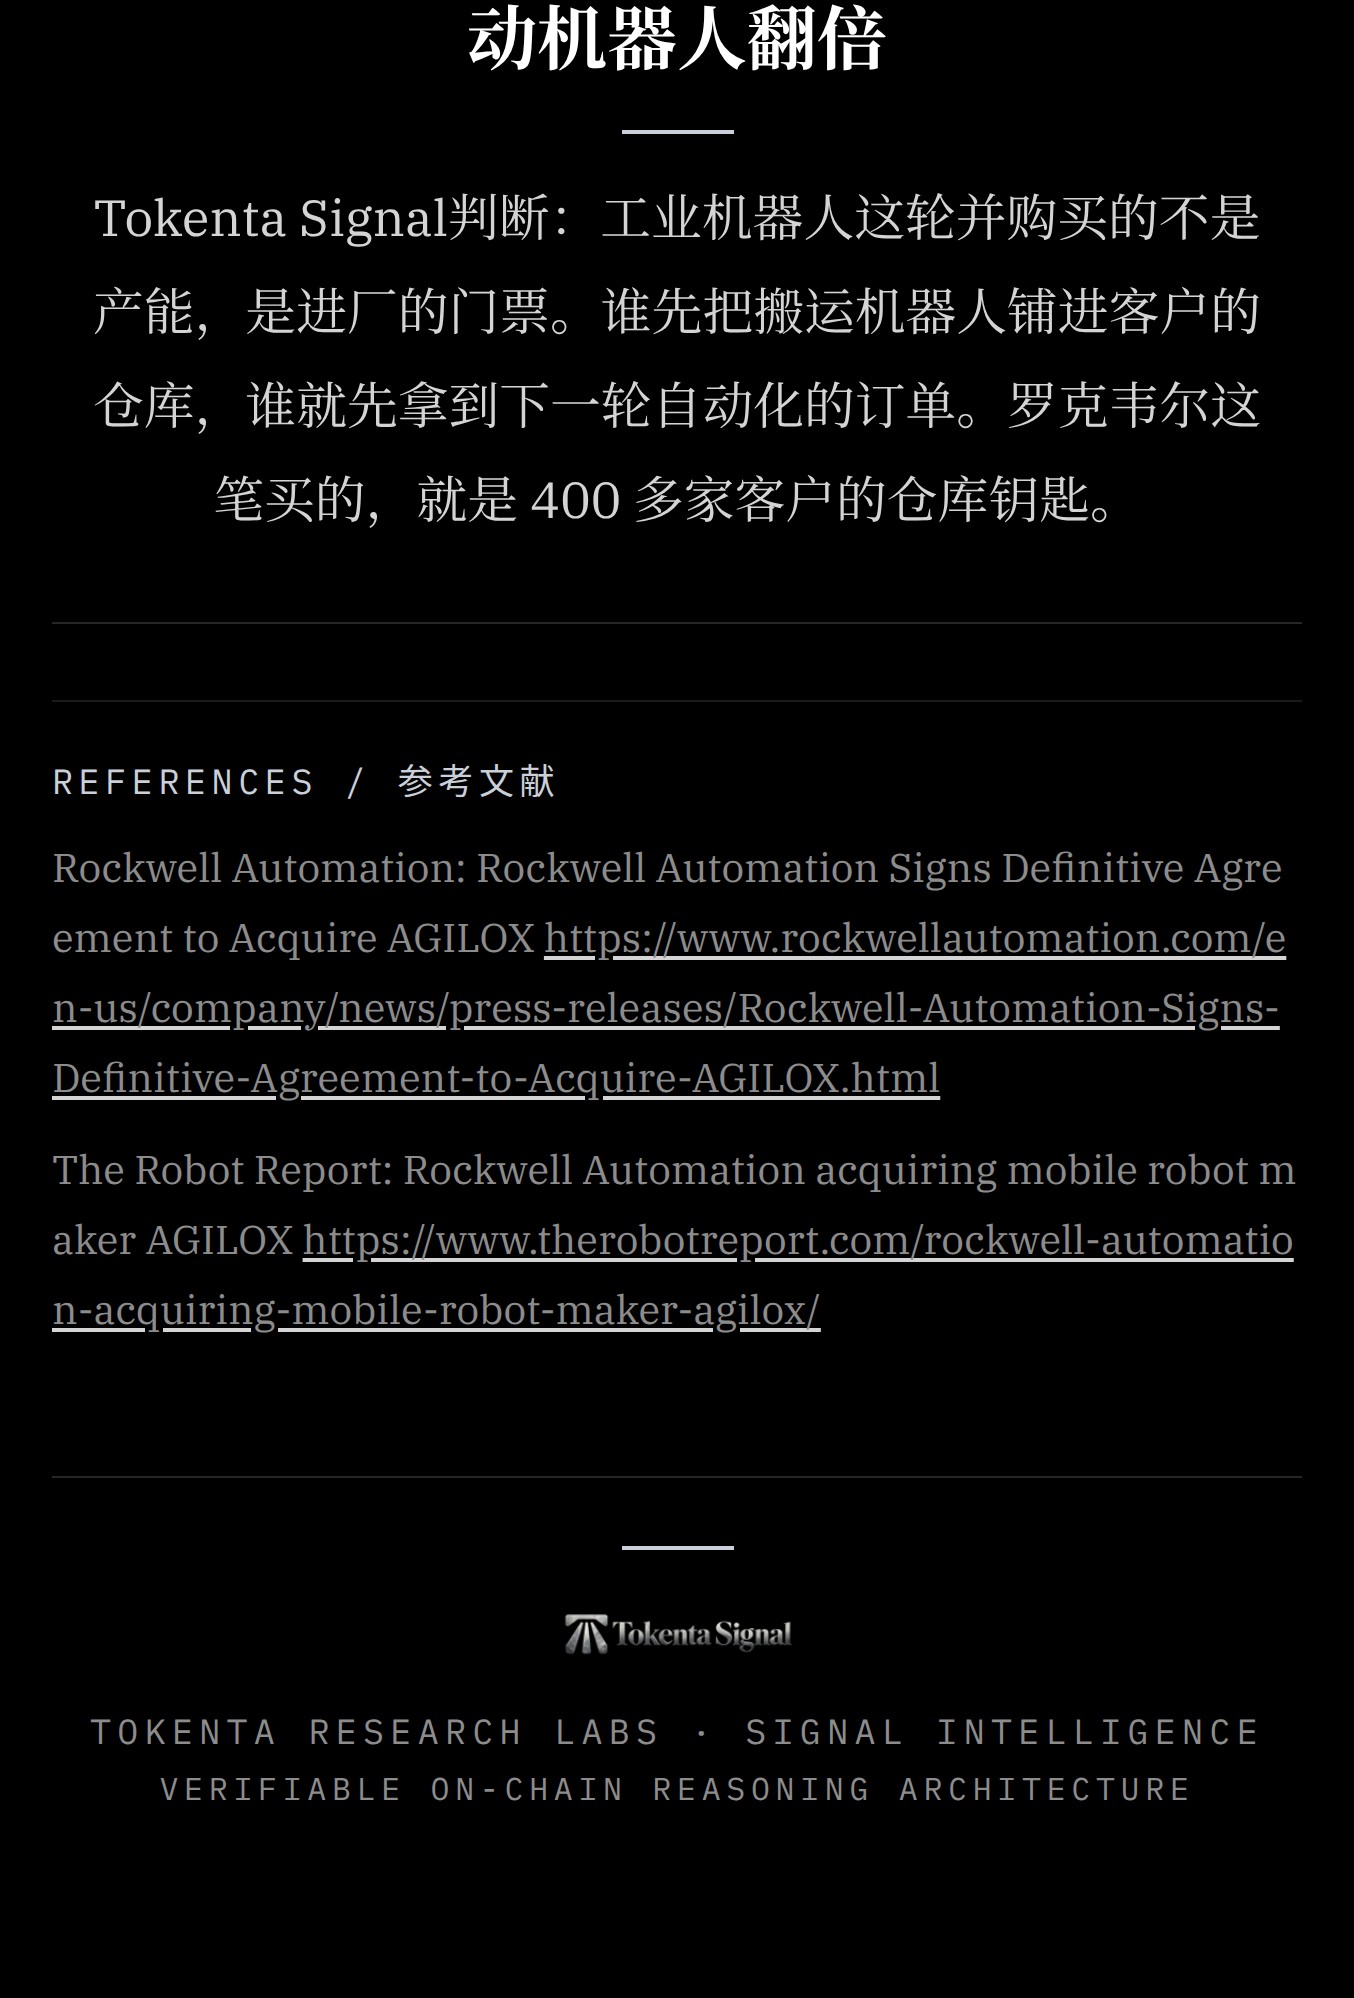 动机器人翻倍
Tokenta Signal判断：工业机器人这轮并购买的不是
产能，是进厂的门票。谁先把搬运机器人铺进客户的
仓库，谁就先拿到下一轮自动化的订单。罗克韦尔这
笔买的，就是 400 多家客户的仓库钥匙。
REFERENCES / 参考文献
Rockwell Automation: Rockwell Automation Signs Definitive Agre
ement to Acquire AGILOX https://www.rockwellautomation.com/e
n-us/company/news/press-releases/Rockwell-Automation-Signs-
Definitive-Agreement-to-Acquire-AGILOX.html
The Robot Report: Rockwell Automation acquiring mobile robot m
aker AGILOX https://www.therobotreport.com/rockwell-automatio
n-acquiring-mobile-robot-maker-agilox/
Tokenta Signal
TOKENTA RESEARCH LABS · SIGNAL INTELLIGENCE
VERIFIABLE ON-CHAIN REASONING ARCHITECTURE